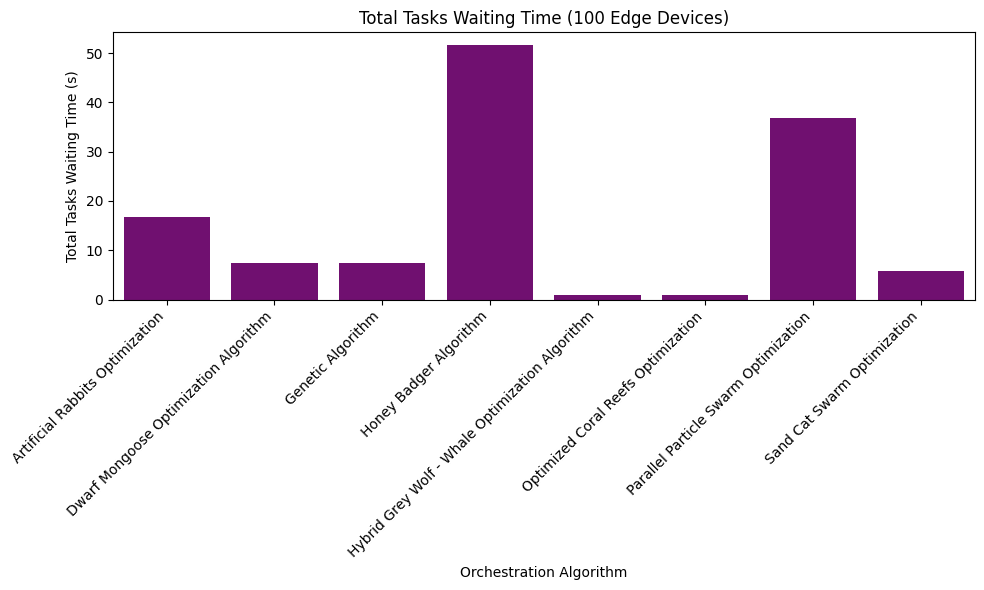 Total Tasks Waiting Time (100 Edge Devices)
Total Tasks Waiting Time (s)
50
40
30
20
10
0
Artificial Rabbits Optimization
Dwarf Mongoose Optimization Algorithm
Genetic Algorithm
Honey Badger Algorithm
Hybrid Grey Wolf - Whale Optimization Algorithm
Optimized Coral Reefs Optimization
Parallel Particle Swarm Optimization
Sand Cat Swarm Optimization
Orchestration Algorithm